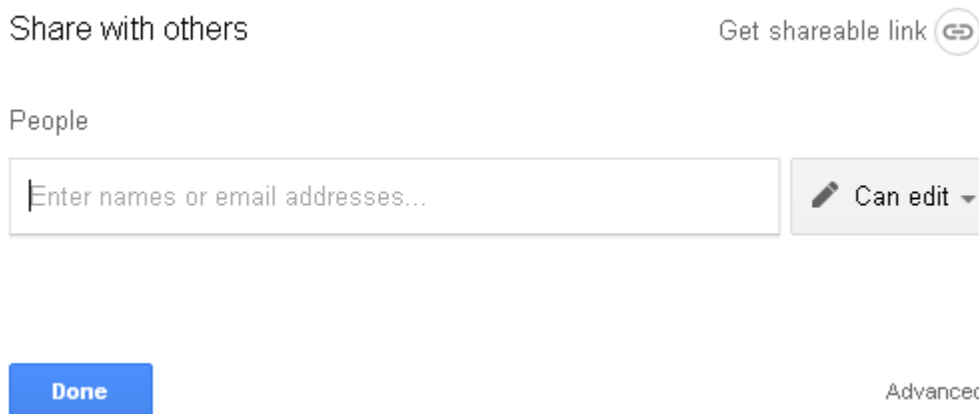 Share with others
Get shareable link
People
Enter names or email addresses...
Can edit
Done
Advanced